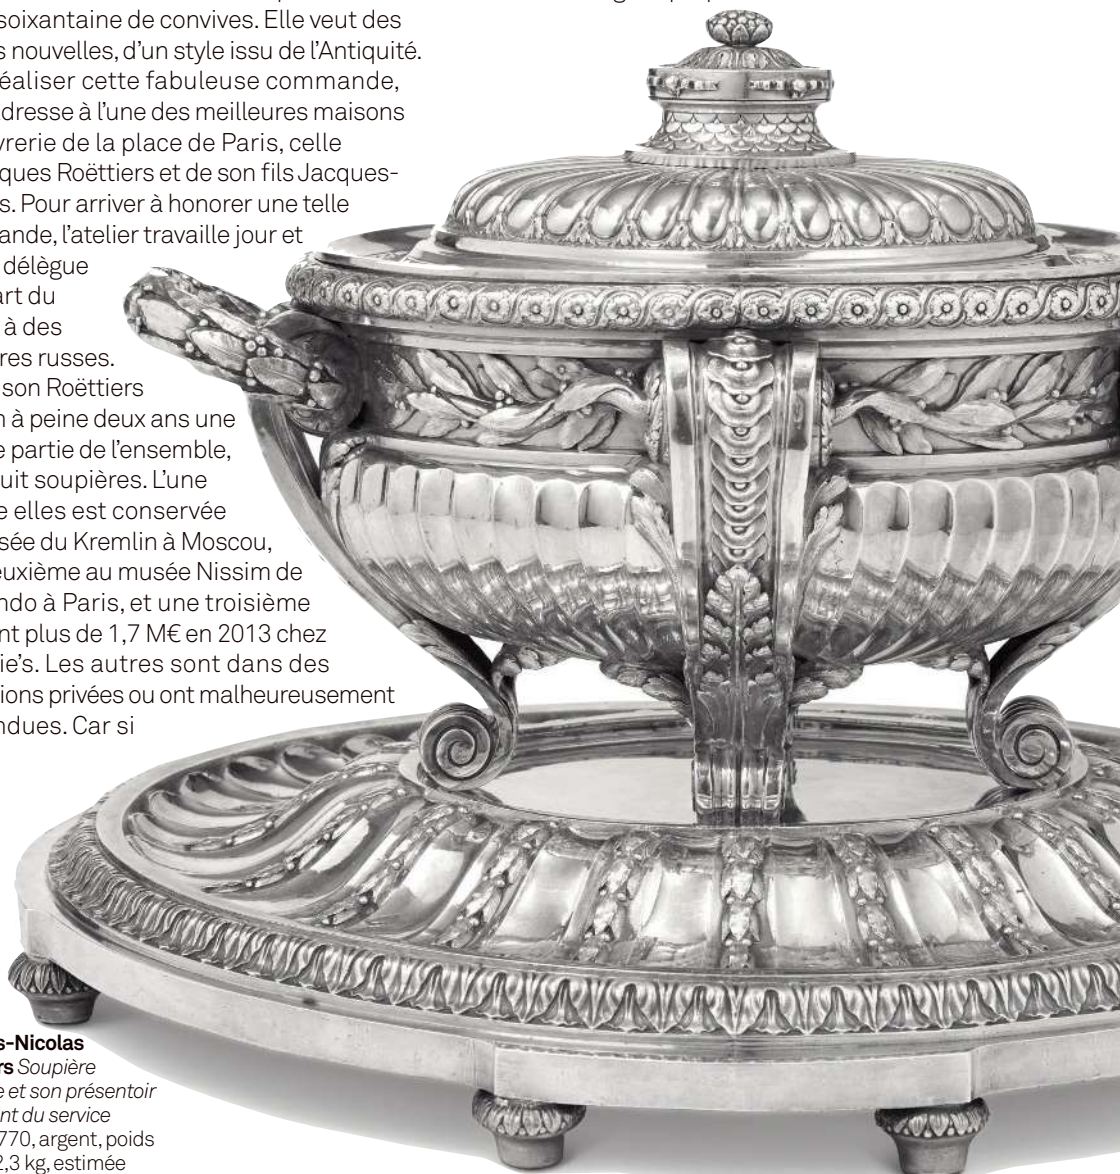 soixantaine de convives. Elle veut des
s nouvelles, d'un style issu de l'Antiquité.
éaliser cette fabuleuse commande,
dresse à l'une des meilleures maisons
vrerie de la place de Paris, celle
ques Roëttiers et de son fils Jacques-
s. Pour arriver à honorer une telle
ande, l'atelier travaille jour et
délègue
art du
à des
res russes.
son Roëttiers
n à peine deux ans une
e partie de l'ensemble,
uit soupières. L'une
e elles est conservée
sée du Kremlin à Moscou,
euxième au musée Nissim de
ndo à Paris, et une troisième
nt plus de 1,7 M€ en 2013 chez
ie's. Les autres sont dans des
ions privées ou ont malheureusement
ndues. Car si
s-Nicolas
rs Soupière
e et son présentoir
nt du service
770, argent, poids
2,3 kg, estimée